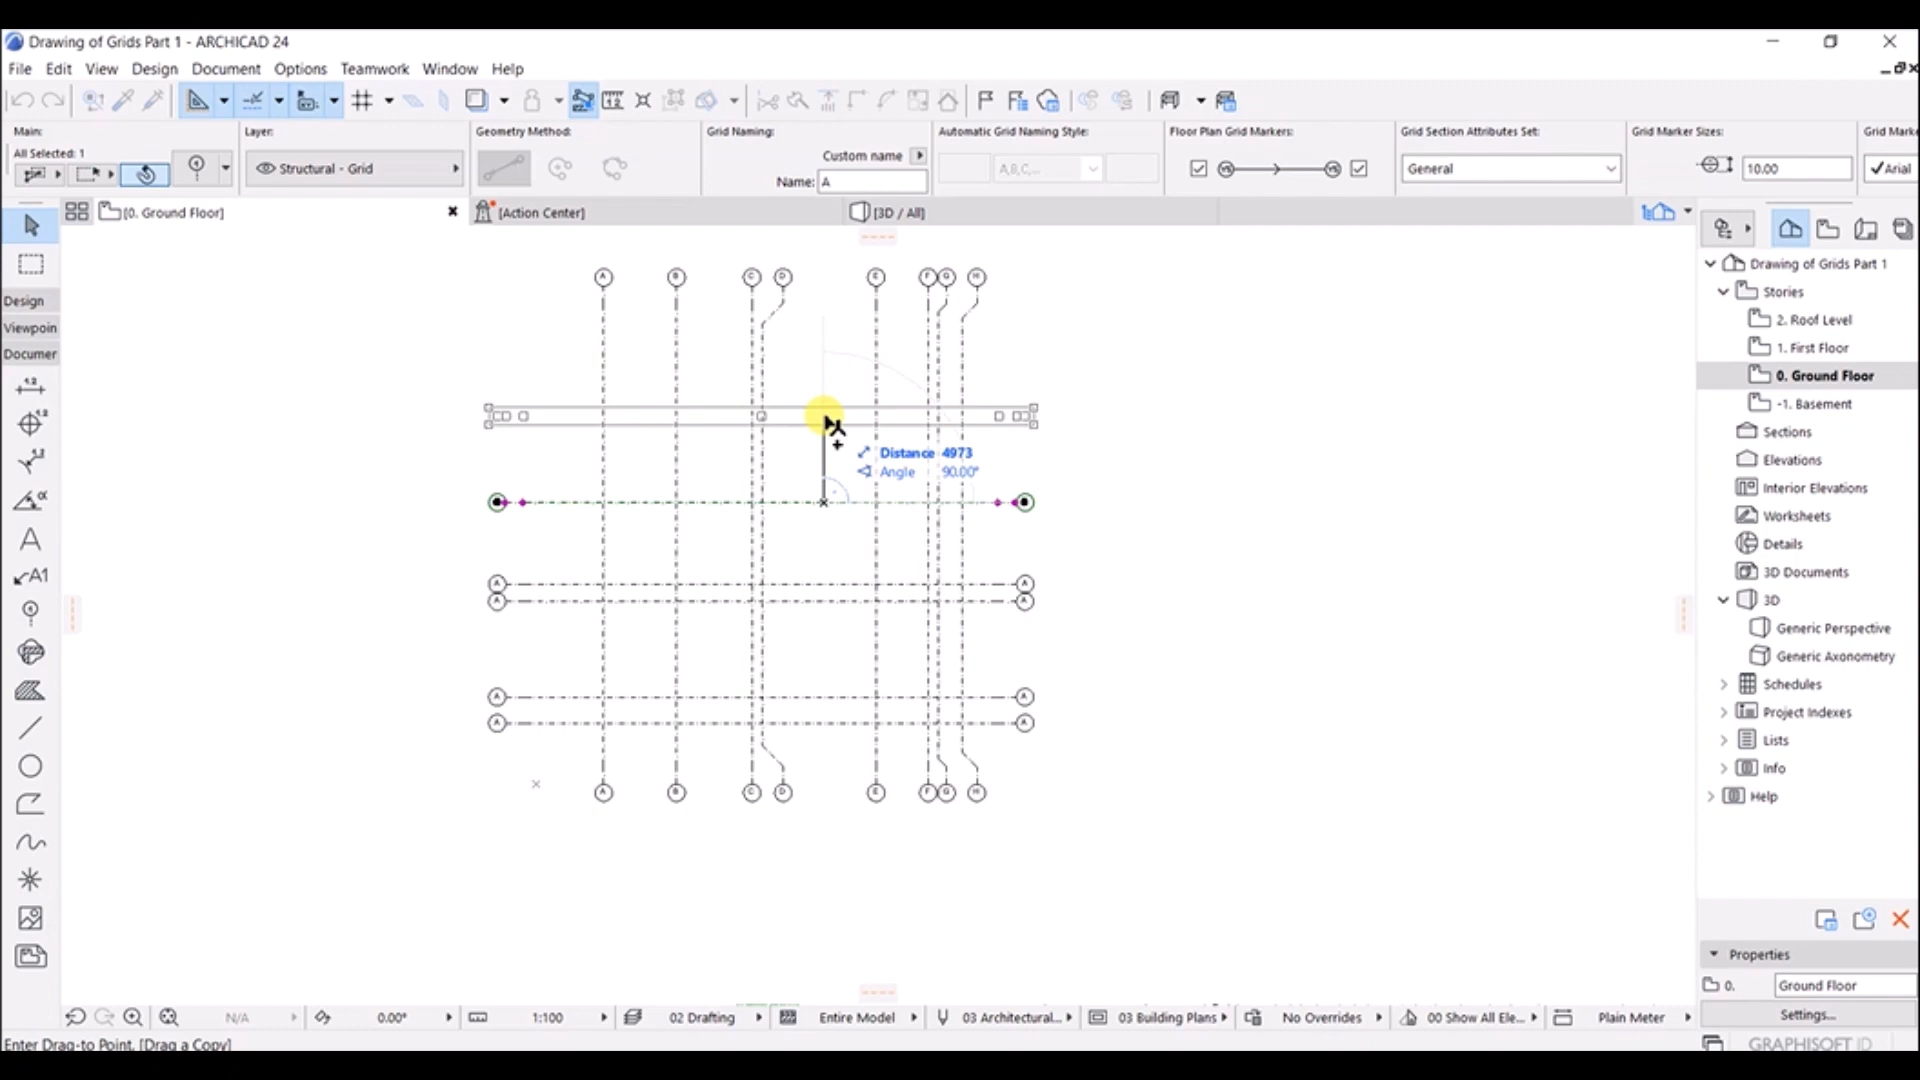 Drawing of Grids Part 1 - ARCHICAD 24
File Edit View Design Document Options Teamwork Window Help
Main: Layer: Geometry Method: Grid Naming: Automatic Grid Naming Style: Floor Plan Grid Markers: Grid Section Attributes Set: Grid Marker Sizes: Grid Marke
All Selected: 1 Custom name
Structural - Grid A,B,C,... General 10.00 Arial
Name: A
[0. Ground Floor] [Action Center] [3D / All]
Design
Viewpoin
Documer
A1
A B C D E F G H
Distance 4973
Angle 90.00°
A A
A A
A A
A A
A B C D E F G H
Drawing of Grids Part 1
Stories
2. Roof Level
1. First Floor
0. Ground Floor
-1. Basement
Sections
Elevations
Interior Elevations
Worksheets
Details
3D Documents
3D
Generic Perspective
Generic Axonometry
Schedules
Project Indexes
Lists
Info
Help
Properties
0. Ground Floor
Settings...
N/A 0.00° 1:100 02 Drafting Entire Model 03 Architectural... 03 Building Plans No Overrides 00 Show All Ele... Plain Meter
Enter Drag-to Point. [Drag a Copy]
GRAPHISOFT ID